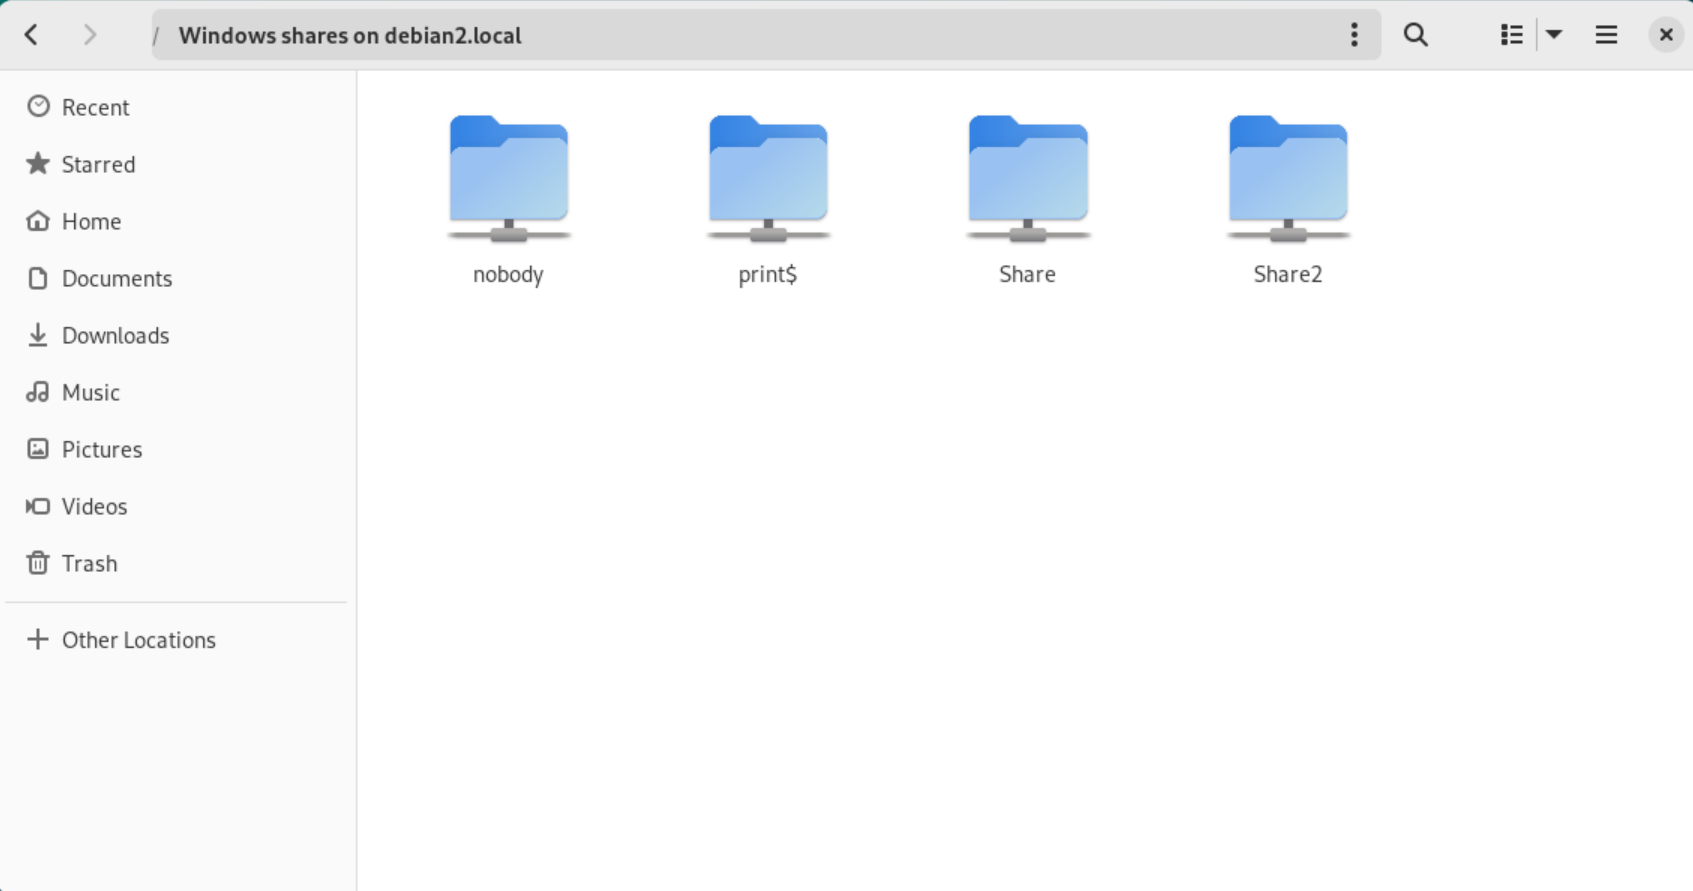 / Windows shares on debian2.local
Recent
Starred
Home
Documents
Downloads
Music
Pictures
Videos
Trash
Other Locations
nobody
print$
Share
Share2